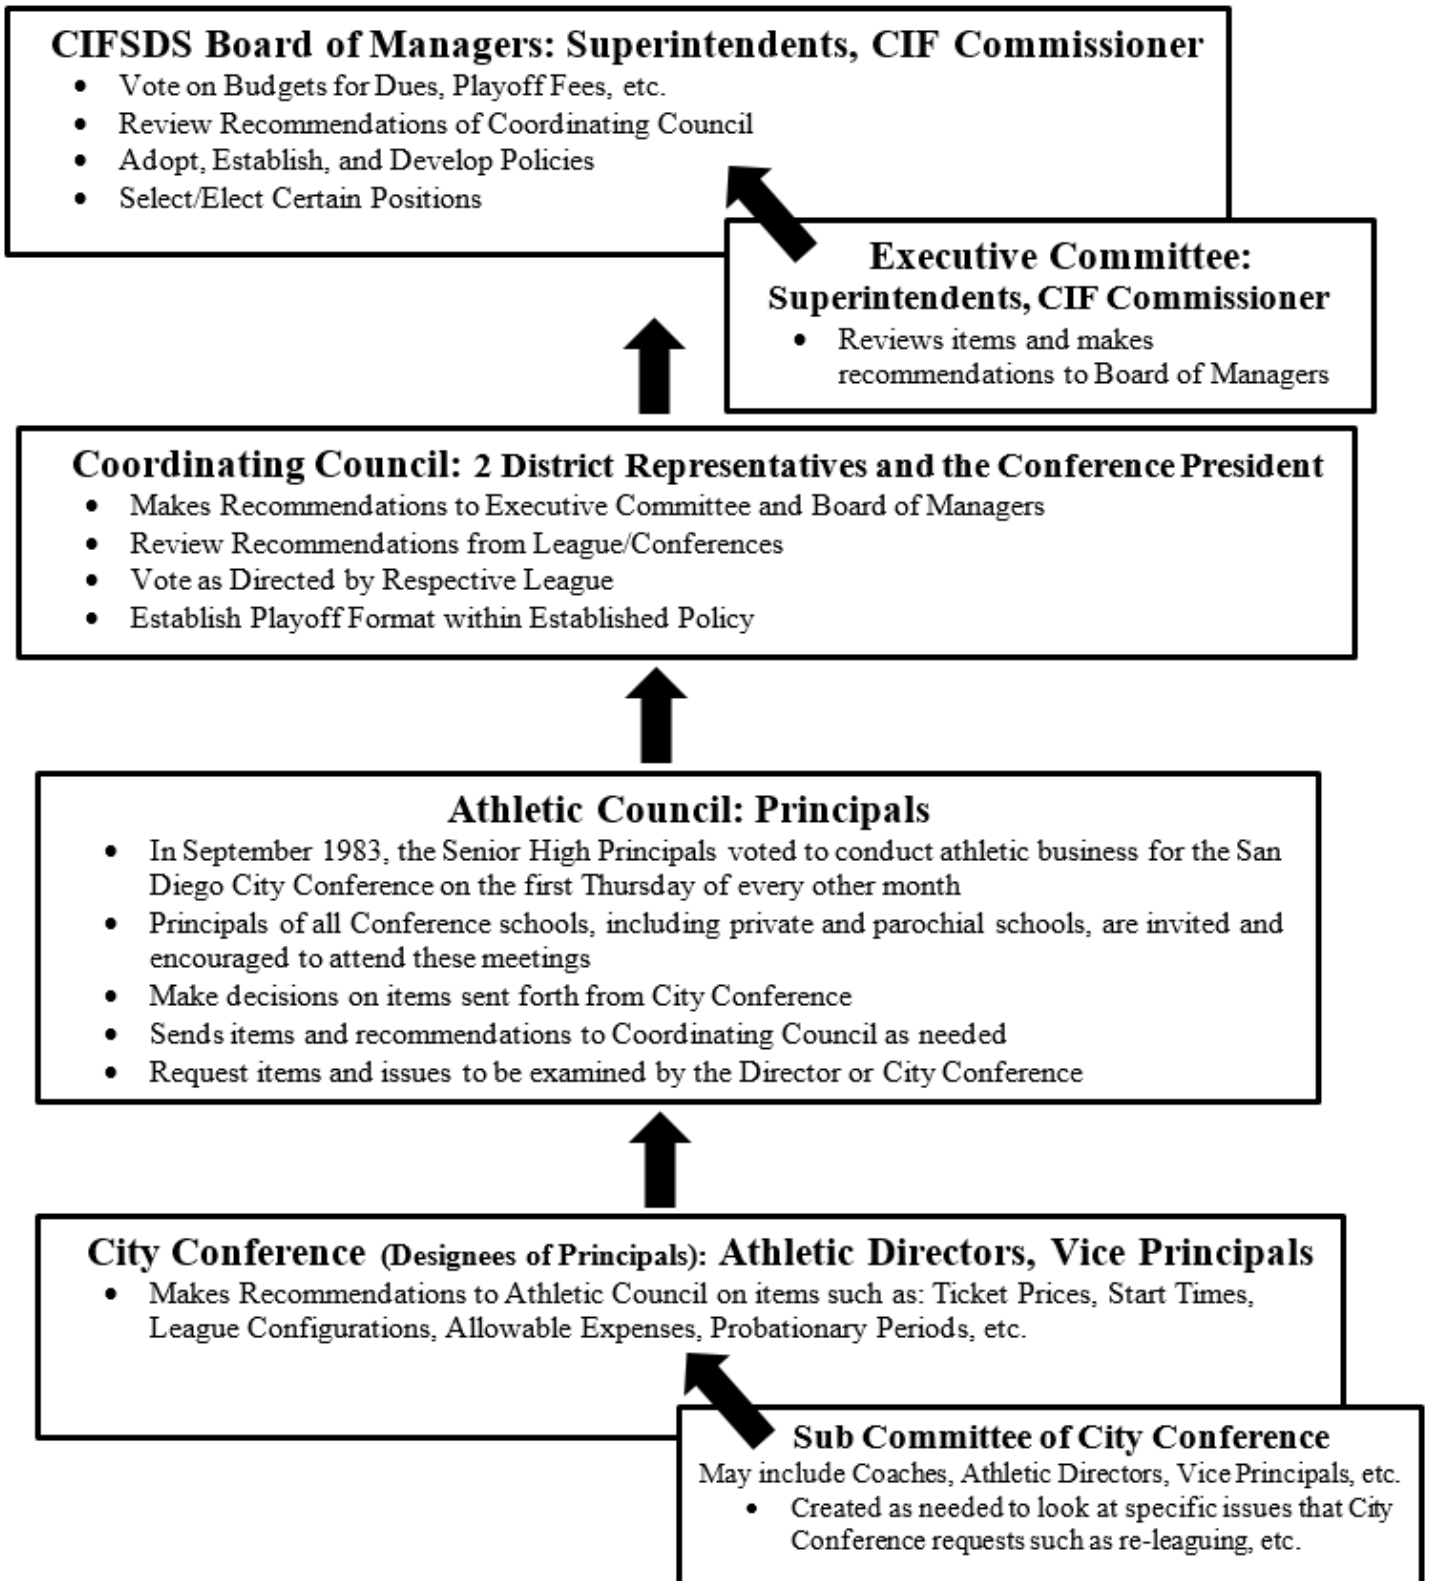 CIFSDS Board of Managers: Superintendents, CIF Commissioner
• Vote on Budgets for Dues, Playoff Fees, etc.
• Review Recommendations of Coordinating Council
• Adopt, Establish, and Develop Policies
• Select/Elect Certain Positions
Executive Committee:
Superintendents, CIF Commissioner
• Reviews items and makes
recommendations to Board of Managers
Coordinating Council: 2 District Representatives and the Conference President
• Makes Recommendations to Executive Committee and Board of Managers
• Review Recommendations from League/Conferences
• Vote as Directed by Respective League
• Establish Playoff Format within Established Policy
Athletic Council: Principals
• In September 1983, the Senior High Principals voted to conduct athletic business for the San
Diego City Conference on the first Thursday of every other month
• Principals of all Conference schools, including private and parochial schools, are invited and
encouraged to attend these meetings
• Make decisions on items sent forth from City Conference
• Sends items and recommendations to Coordinating Council as needed
• Request items and issues to be examined by the Director or City Conference
City Conference (Designees of Principals): Athletic Directors, Vice Principals
• Makes Recommendations to Athletic Council on items such as: Ticket Prices, Start Times,
League Configurations, Allowable Expenses, Probationary Periods, etc.
Sub Committee of City Conference
May include Coaches, Athletic Directors, Vice Principals, etc.
• Created as needed to look at specific issues that City
Conference requests such as re-leaguing, etc.